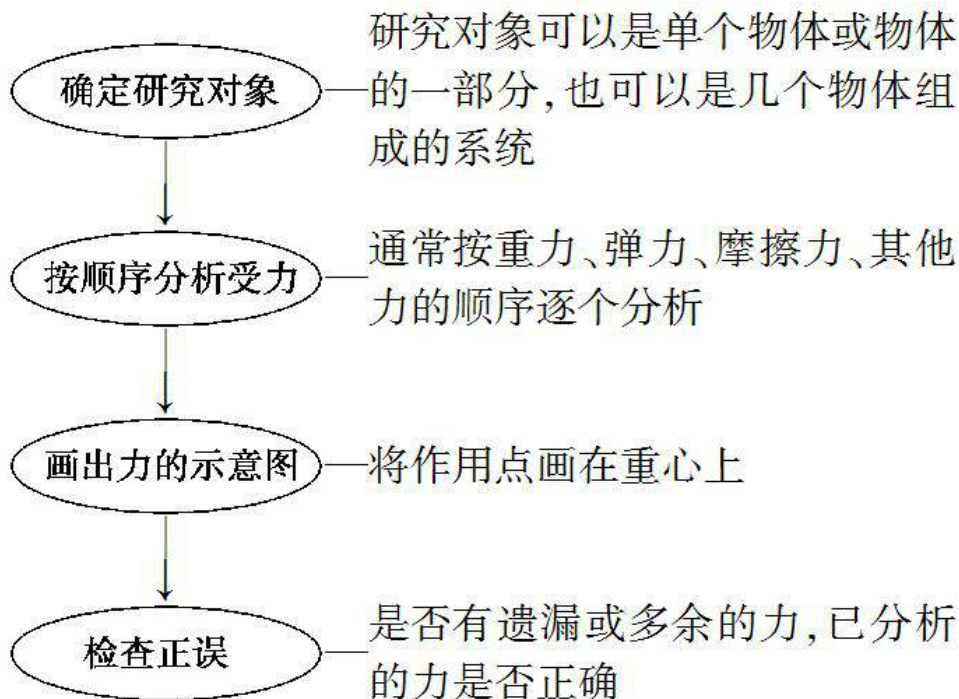 确定研究对象
研究对象可以是单个物体或物体
的一部分,也可以是几个物体组
成的系统
按顺序分析受力
通常按重力、弹力、摩擦力、其他
力的顺序逐个分析
画出力的示意图
将作用点画在重心上
检查正误
是否有遗漏或多余的力,已分析
的力是否正确